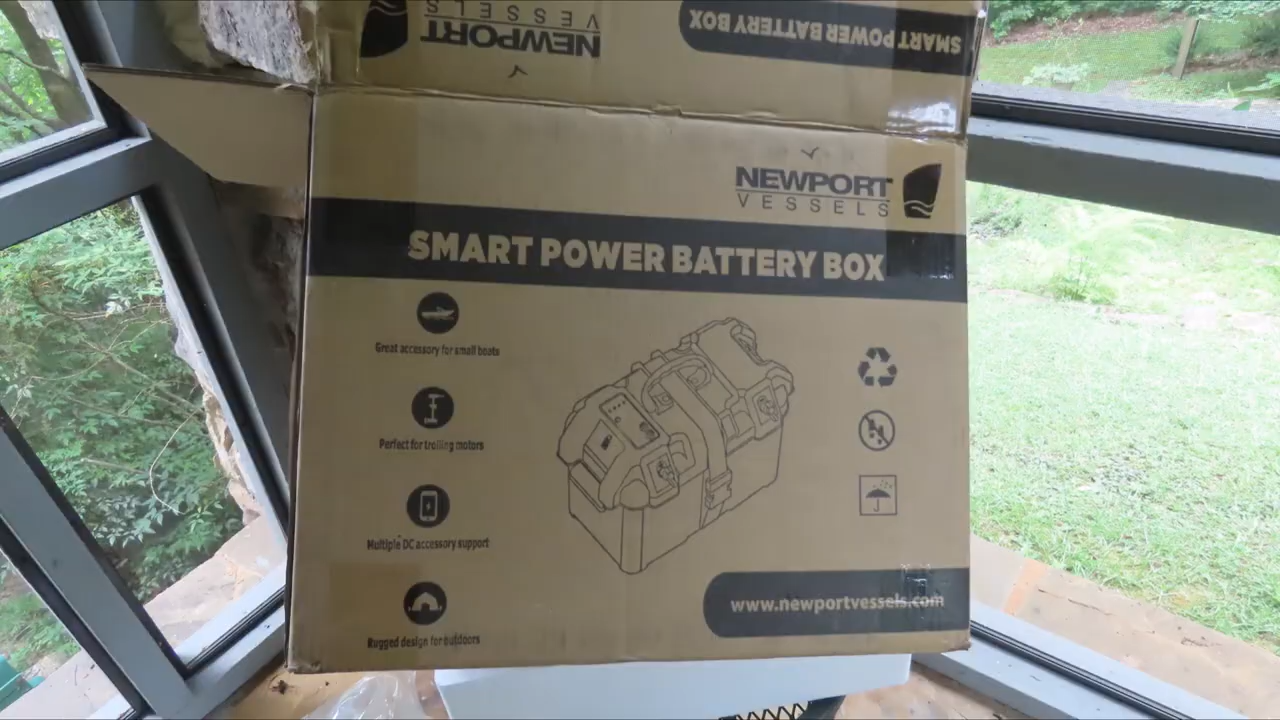 NEWPORT
VESSELS
SMART POWER BATTERY BOX
NEWPORT
VESSELS
SMART POWER BATTERY BOX
Great accessory for small boats
Perfect for trolling motors
Multiple DC accessory support
Rugged design for outdoors
www.newportvessels.com